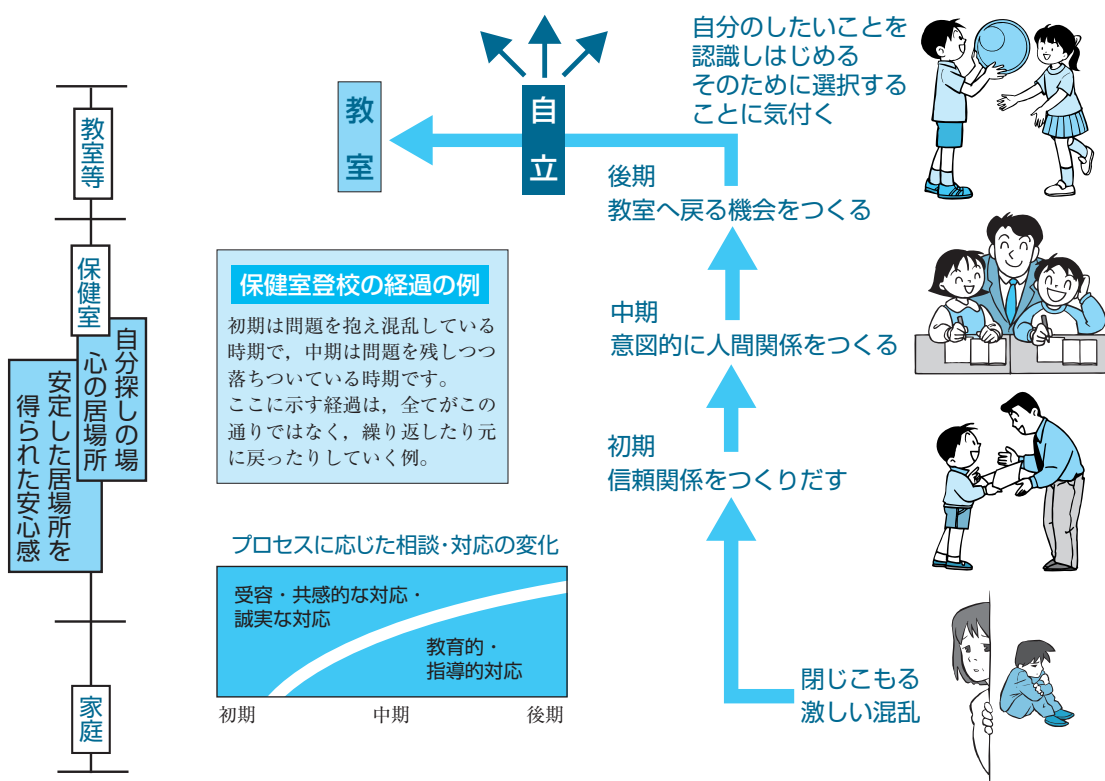 教室等
保健室
自分探しの場
心の居場所
安定した居場所を
得られた安心感
家庭
教室
自立
自分のしたいことを
認識しはじめる
そのために選択する
ことに気付く
後期
教室へ戻る機会をつくる
中期
意図的に人間関係をつくる
初期
信頼関係をつくりだす
閉じこもる
激しい混乱
保健室登校の経過の例
初期は問題を抱え混乱している
時期で，中期は問題を残しつつ
落ちついている時期です。
ここに示す経過は，全てがこの
通りではなく，繰り返したり元
に戻ったりしていく例。
プロセスに応じた相談・対応の変化
受容・共感的な対応・
誠実な対応
教育的・
指導的対応
初期
中期
後期